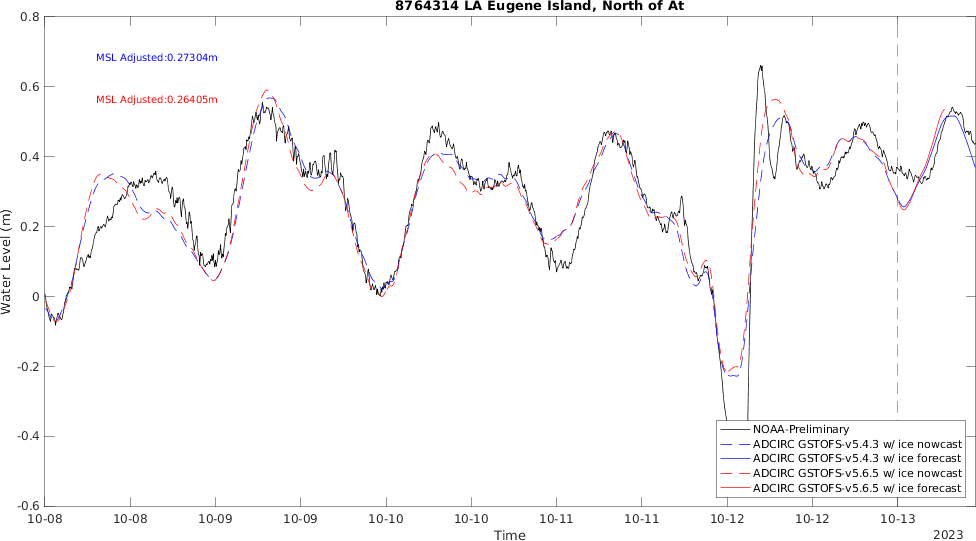 8764314 LA Eugene Island, North of At
MSL Adjusted:0.27304m
MSL Adjusted:0.26405m
Water Level (m)
0.8
0.6
0.4
0.2
0
-0.2
-0.4
-0.6
NOAA-Preliminary
ADCIRC GSTOFS-v5.4.3 w/ ice nowcast
ADCIRC GSTOFS-v5.4.3 w/ ice forecast
ADCIRC GSTOFS-v5.6.5 w/ ice nowcast
ADCIRC GSTOFS-v5.6.5 w/ ice forecast
10-08 10-08 10-09 10-09 10-10 10-10 10-11 10-11 10-12 10-12 10-13
Time
2023